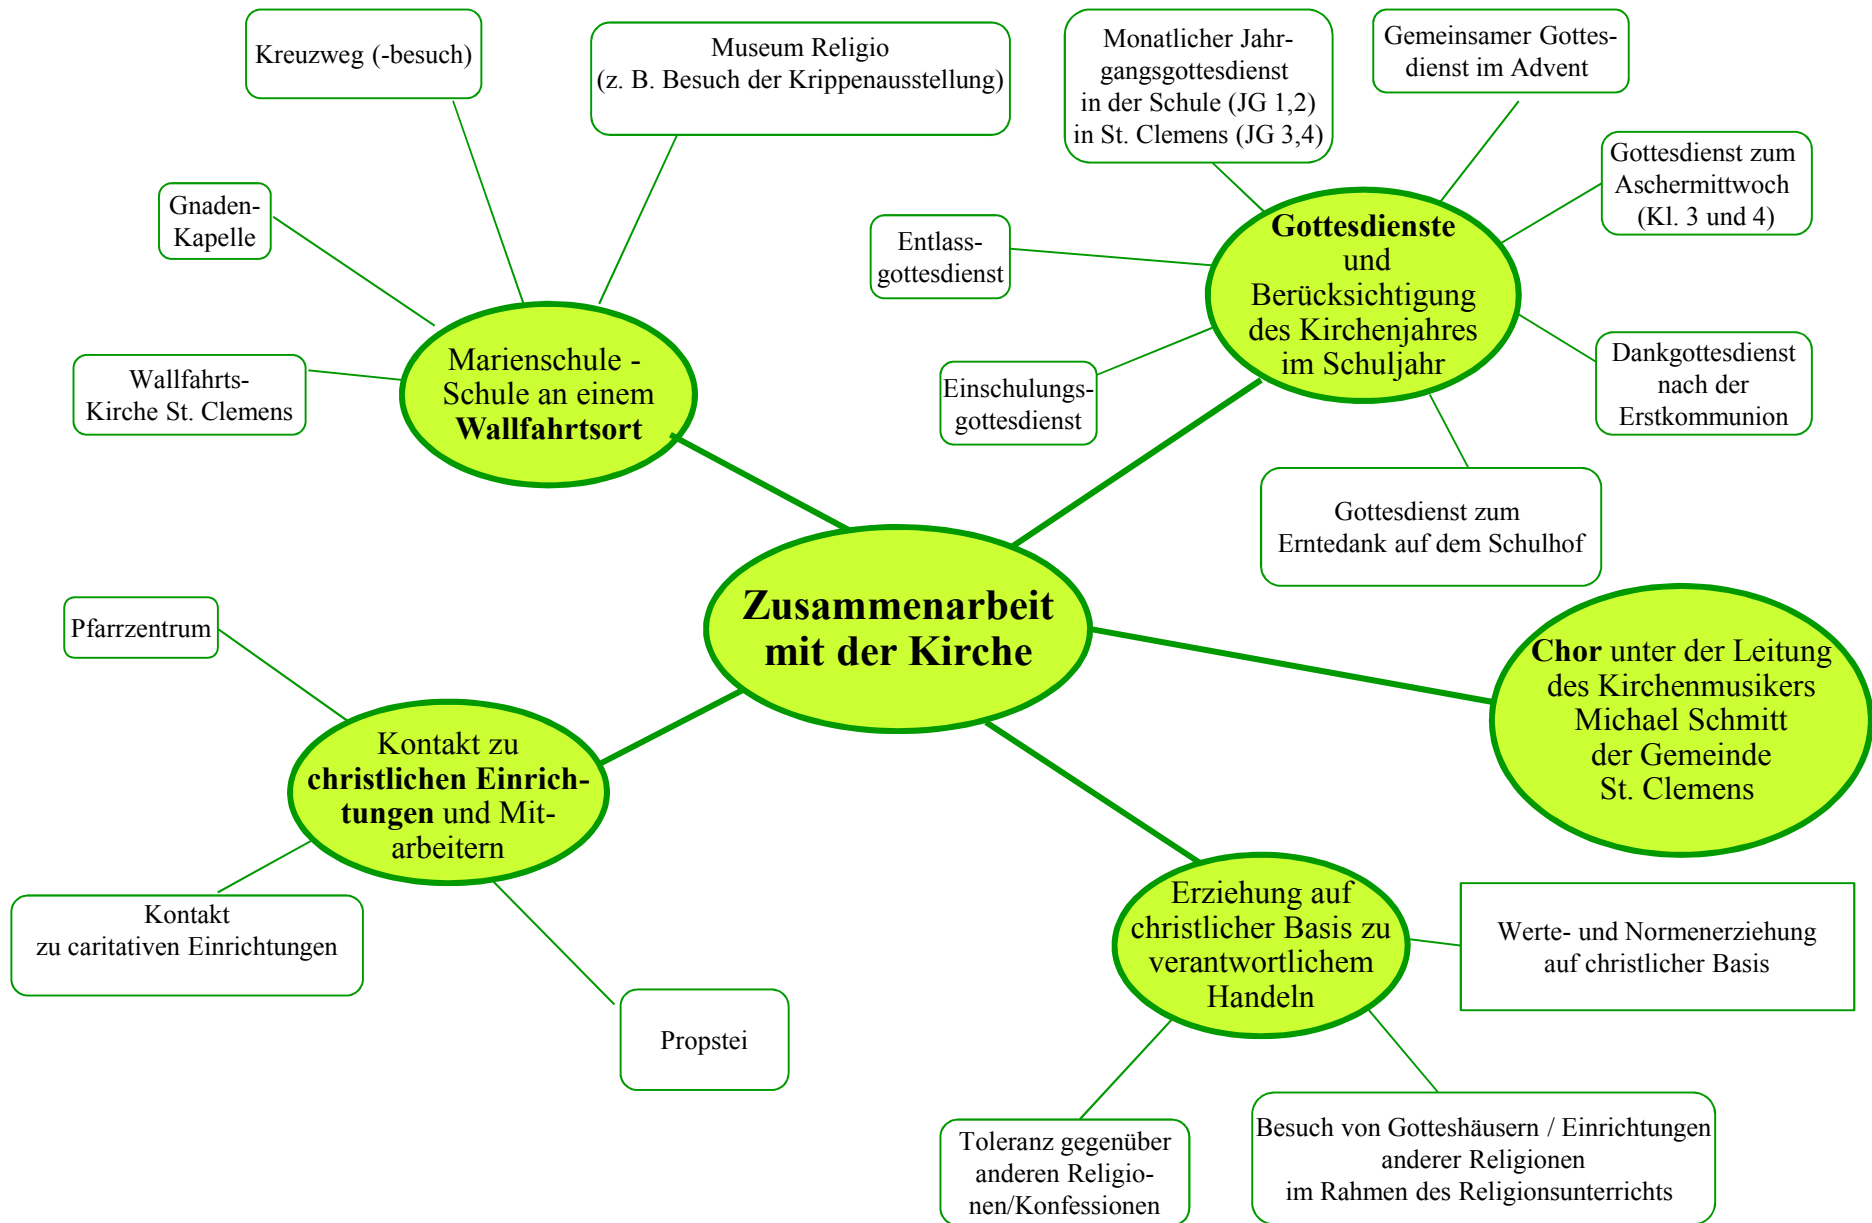 Kreuzweg (-besuch)
Museum Religio
(z. B. Besuch der Krippenausstellung)
Gnaden-
Kapelle
Wallfahrts-
Kirche St. Clemens
Marienschule -
Schule an einem
Wallfahrtsort
Monatlicher Jahr-
gangsgottesdienst
in der Schule (JG 1,2)
in St. Clemens (JG 3,4)
Gemeinsamer Gottes-
dienst im Advent
Gottesdienst zum
Aschermittwoch
(Kl. 3 und 4)
Entlass-
gottesdienst
Gottesdienste
und
Berücksichtigung
des Kirchenjahres
im Schuljahr
Einschulungs-
gottesdienst
Dankgottesdienst
nach der
Erstkommunion
Gottesdienst zum
Erntedank auf dem Schulhof
Zusammenarbeit
mit der Kirche
Chor unter der Leitung
des Kirchenmusikers
Michael Schmitt
der Gemeinde
St. Clemens
Pfarrzentrum
Kontakt zu
christlichen Einrich-
tungen und Mit-
arbeitern
Kontakt
zu caritativen Einrichtungen
Propstei
Erziehung auf
christlicher Basis zu
verantwortlichem
Handeln
Werte- und Normenerziehung
auf christlicher Basis
Toleranz gegenüber
anderen Religio-
nen/Konfessionen
Besuch von Gotteshäusern / Einrichtungen
anderer Religionen
im Rahmen des Religionsunterrichts